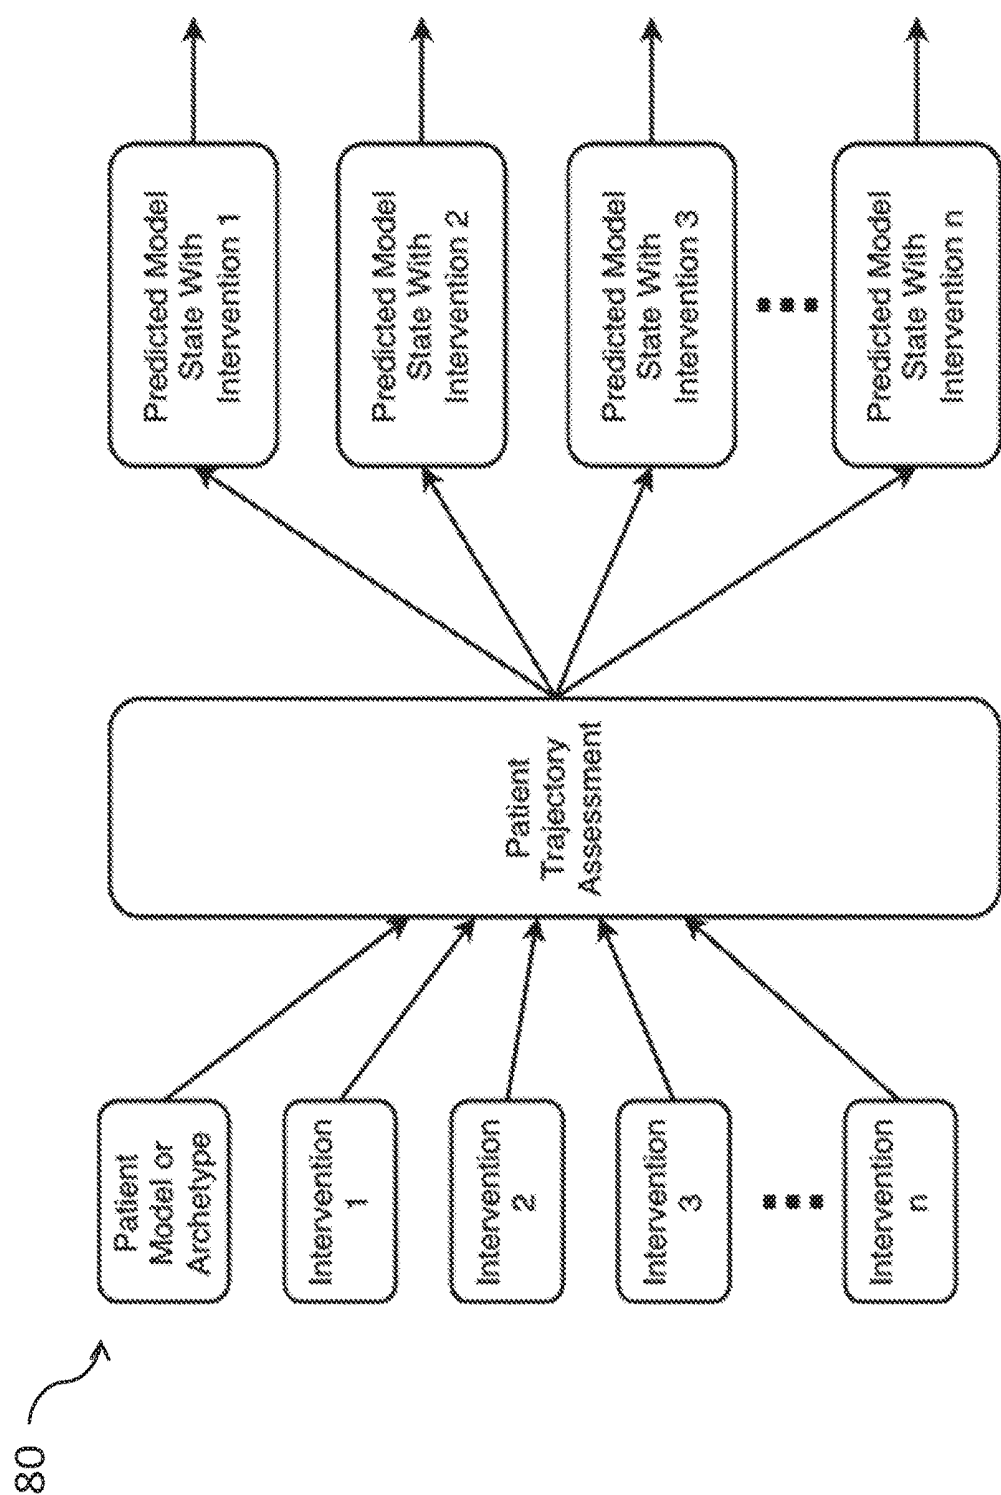 80
Patient
Model or
Archetype
Intervention
1
Intervention
2
Intervention
3
Intervention
n
Patient
Trajectory
Assessment
Predicted Model
State With
Intervention 1
Predicted Model
State With
Intervention 2
Predicted Model
State With
Intervention 3
Predicted Model
State With
Intervention n